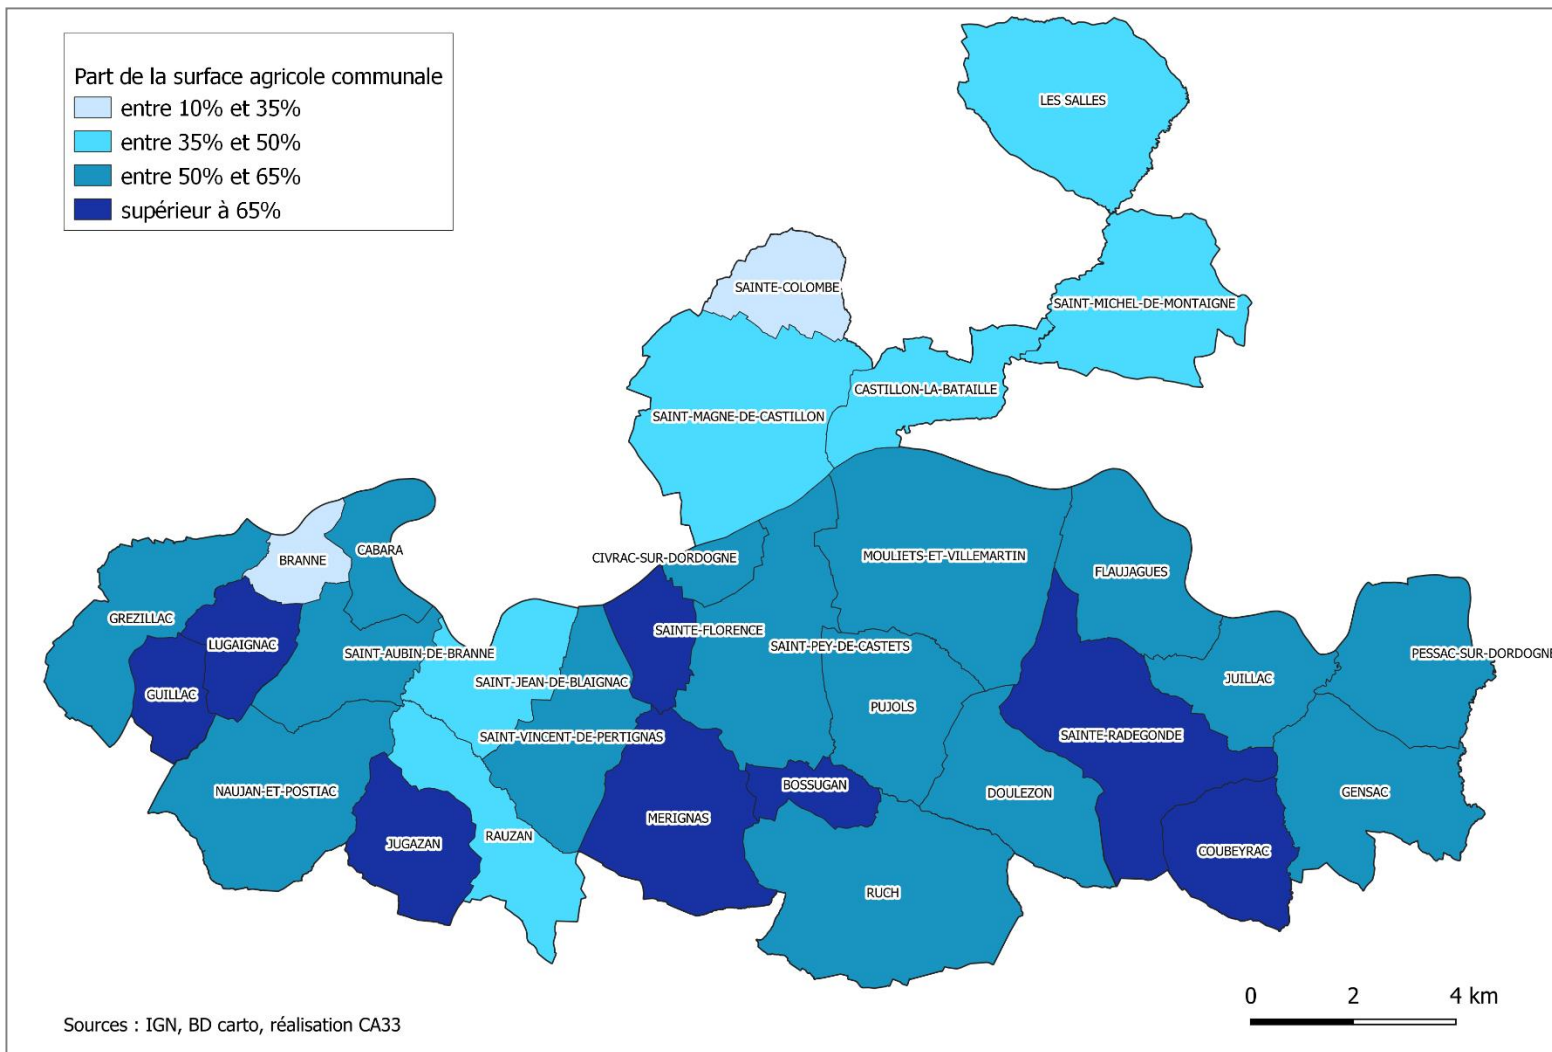 Part de la surface agricole communale
entre 10% et 35%
entre 35% et 50%
entre 50% et 65%
supérieur à 65%
LES SALLES
SAINTE-COLOMBE
SAINT-MICHEL-DE-MONTAIGNE
CASTILLON-LA-BATAILLE
SAINT-MAGNE-DE-CASTILLON
CABARA
BRANNE
CIVRAC-SUR-DORDOGNE
MOULIETS-ET-VILLEMARTIN
FLAUJAGUES
GREZILLAC
LUGAIGNAC
SAINTE-FLORENCE
SAINT-PEY-DE-CASTETS
SAINT-AUBIN-DE-BRANNE
PESSAC-SUR-DORDOGNE
GUILLAC
SAINT-JEAN-DE-BLAIGNAC
JUILLAC
PUJOLS
SAINT-VINCENT-DE-PERTIGNAS
SAINTE-RADEGONDE
NAUJAN-ET-POSTIAC
BOSSUGAN
DOULEZON
GENSAC
MERIGNAS
RAUZAN
JUGAZAN
COUBEYRAC
RUCH
0 2 4 km
Sources : IGN, BD carto, réalisation CA33